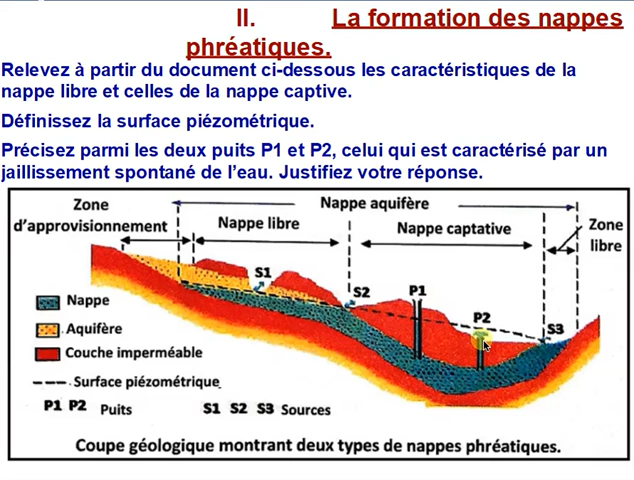 II. La formation des nappes
phréatiques.
Relevez à partir du document ci-dessous les caractéristiques de la
nappe libre et celles de la nappe captive.
Définissez la surface piézométrique.
Précisez parmi les deux puits P1 et P2, celui qui est caractérisé par un
jaillissement spontané de l'eau. Justifiez votre réponse.
Zone
d'approvisionnement
Nappe aquifère
Nappe libre
Nappe captative
Zone
libre
S1
S2
P1
P2
S3
Nappe
Aquifère
Couche imperméable
Surface piézométrique
P1 P2 Puits
S1 S2 S3 Sources
Coupe géologique montrant deux types de nappes phréatiques.